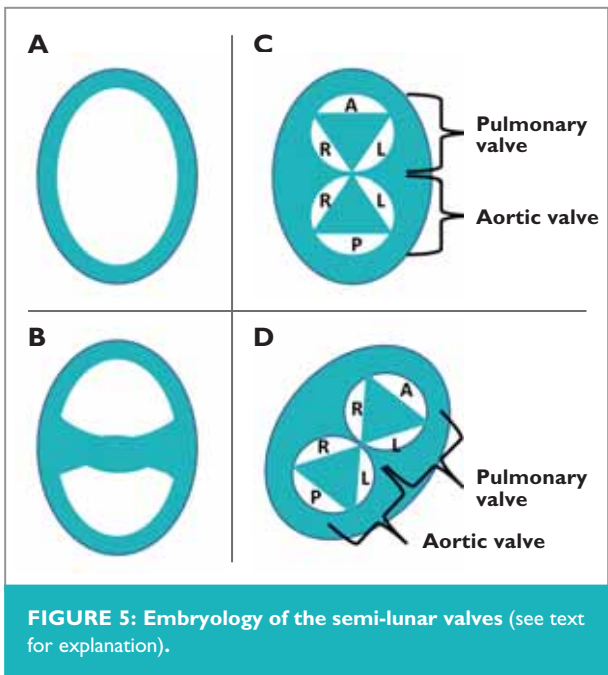 A
C
A
R
L
R
L
P
Pulmonary
valve
Aortic valve
B
D
A
R
L
R
L
P
Pulmonary
valve
Aortic valve
FIGURE 5: Embryology of the semi-lunar valves (see text
for explanation).